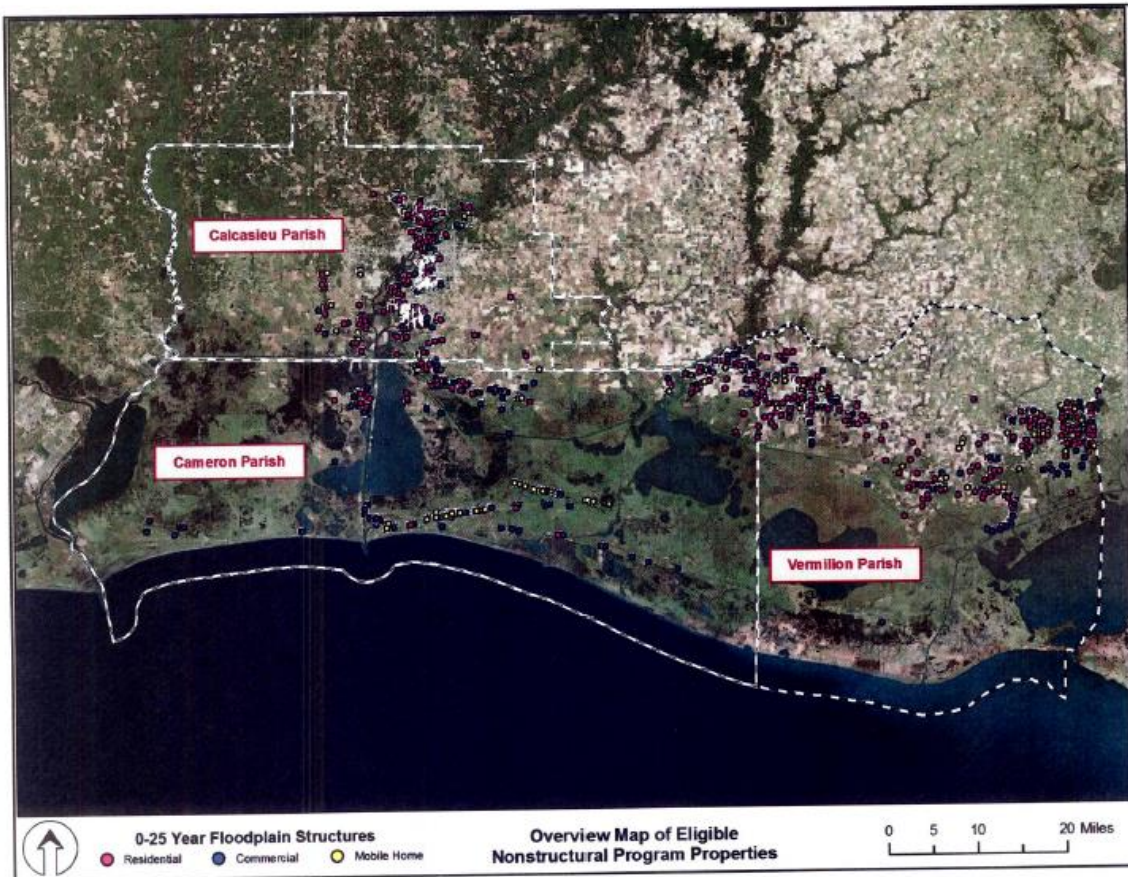 Calcasieu Parish
Cameron Parish
Vermilion Parish
0-25 Year Floodplain Structures
Residential
Commercial
Mobile Home
Overview Map of Eligible
Nonstructural Program Properties
0 5 10 20 Miles